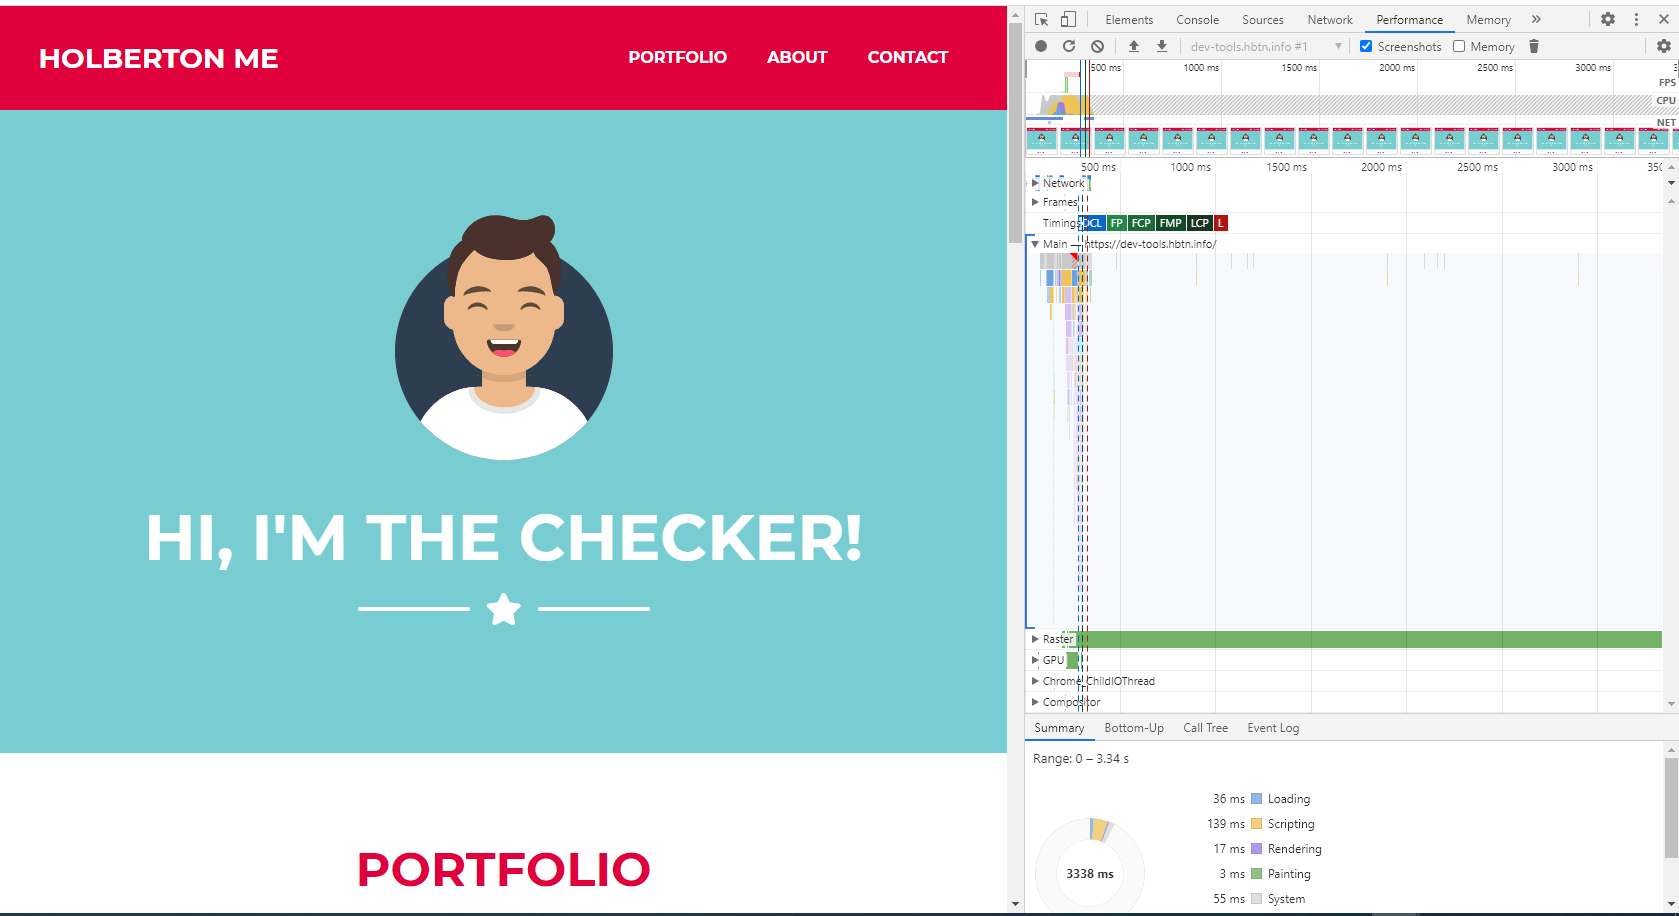 HOLBERTON ME
PORTFOLIO ABOUT CONTACT
HI, I'M THE CHECKER!
PORTFOLIO
Elements Console Sources Network Performance Memory »
dev-tools.hbtn.info #1 Screenshots Memory
500 ms 1000 ms 1500 ms 2000 ms 2500 ms 3000 ms
FPS
CPU
NET
500 ms 1000 ms 1500 ms 2000 ms 2500 ms 3000 ms
Network
Frames
Timings DCL FP FCP FMP LCP L
Main — https://dev-tools.hbtn.info/
Raster
GPU
Chrome_ChildIOThread
Compositor
Summary Bottom-Up Call Tree Event Log
Range: 0 – 3.34 s
36 ms Loading
139 ms Scripting
17 ms Rendering
3338 ms
3 ms Painting
55 ms System